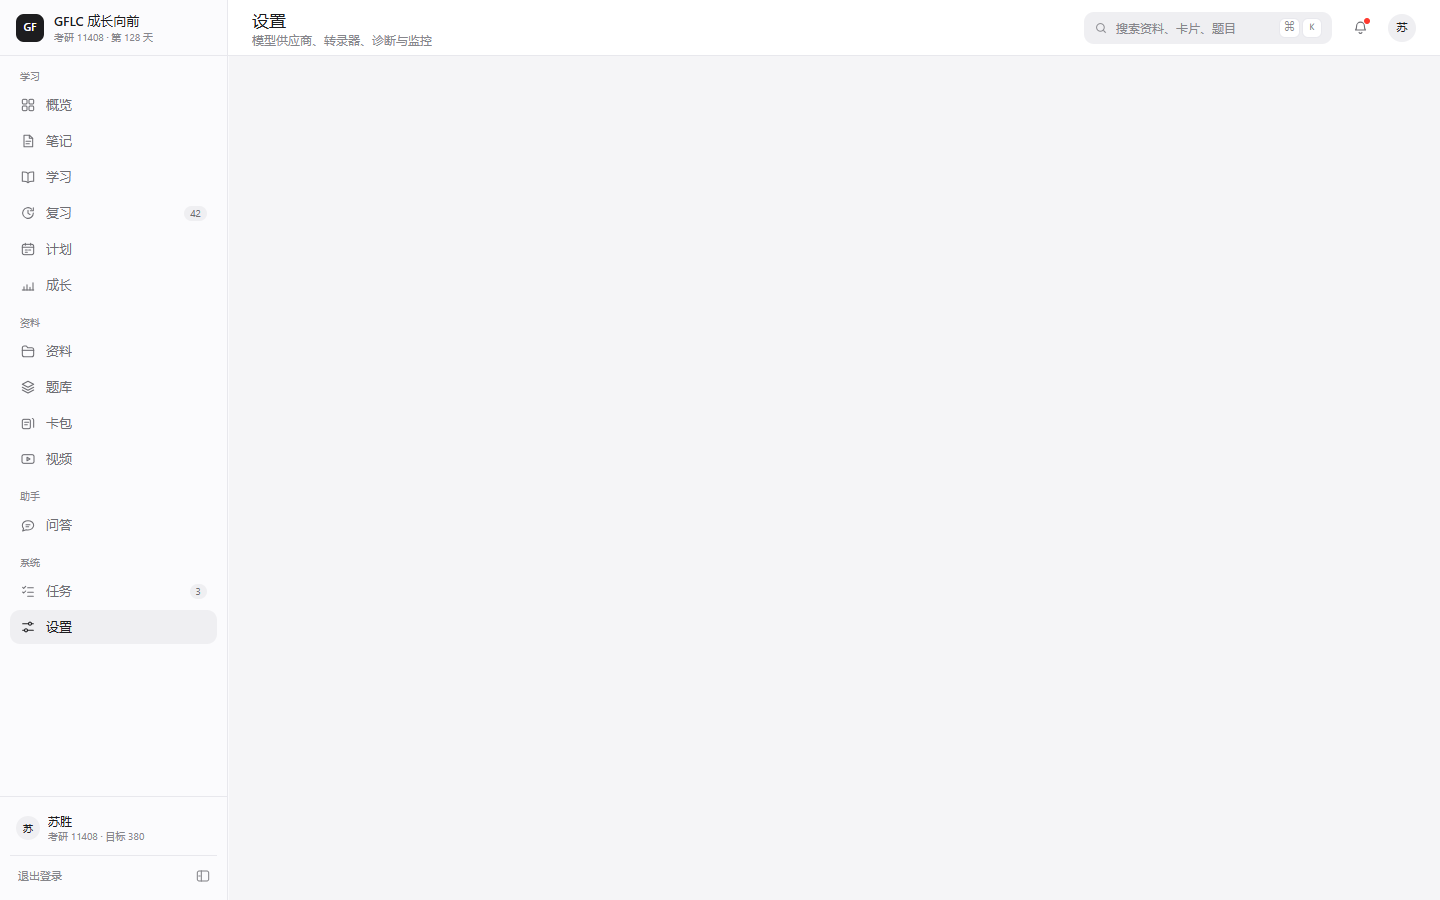 GF
GFLC 成长向前
考研 11408 · 第 128 天
学习
概览
笔记
学习
复习 42
计划
成长
资料
资料
题库
卡包
视频
助手
问答
系统
任务 3
设置
苏
苏胜
考研 11408 · 目标 380
退出登录
设置
模型供应商、转录器、诊断与监控
搜索资料、卡片、题目 ⌘ K
苏